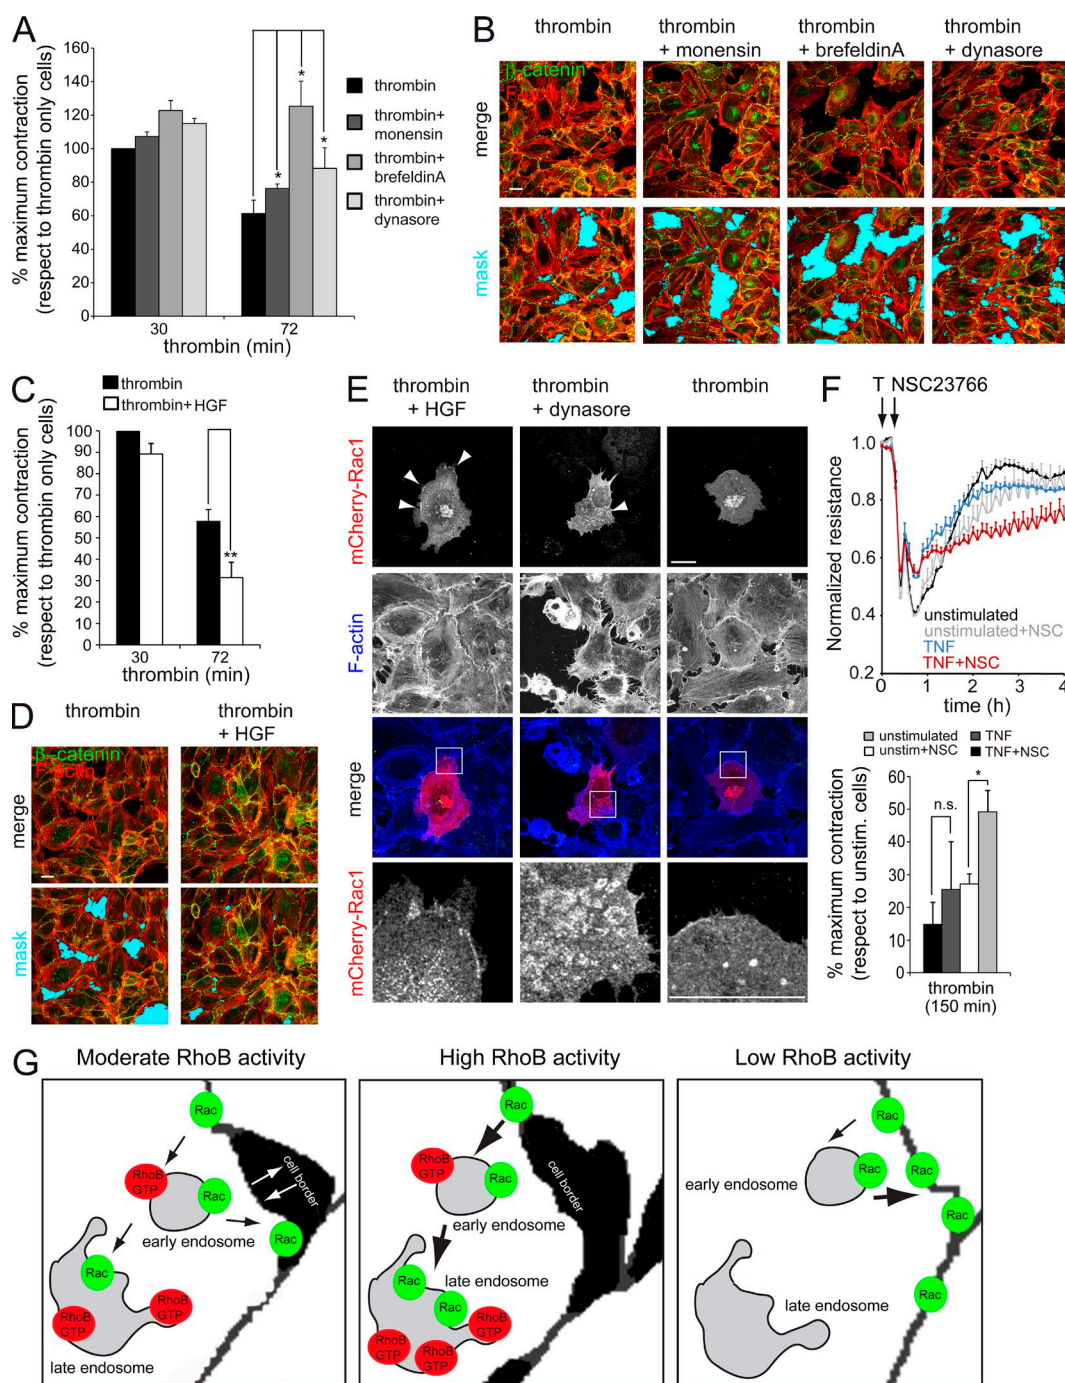 A
% maximum contraction
(respect to thrombin only cells)
160
140
120
100
80
60
40
20
0
30
72
thrombin (min)
*
*
*
thrombin
thrombin+
monensin
thrombin+
brefeldinA
thrombin+
dynasore
B
thrombin
thrombin
+ monensin
thrombin
+ brefeldinA
thrombin
+ dynasore
β-catenin
F-actin
merge
mask
C
thrombin
thrombin+HGF
% maximum contraction
(respect to thrombin only cells)
100
90
80
70
60
50
40
30
20
10
0
**
30
72
thrombin (min)
D
thrombin
thrombin
+ HGF
β-catenin
F-actin
merge
mask
E
thrombin
+ HGF
thrombin
+ dynasore
thrombin
mCherry-Rac1
F-actin
merge
mCherry-Rac1
F
T NSC23766
Normalized resistance
1.0
0.8
0.6
0.4
0.2
unstimulated
unstimulated+NSC
TNF
TNF+NSC
0 1 2 3 4
time (h)
unstimulated
unstim+NSC
TNF
TNF+NSC
% maximum contraction
(respect to unstim. cells)
60
50
40
30
20
10
0
n.s.
*
thrombin
(150 min)
G
Moderate RhoB activity
Rac
RhoB
GTP
Rac
cell border
early endosome
Rac
Rac
RhoB
GTP
RhoB
GTP
late endosome
High RhoB activity
Rac
RhoB
GTP
Rac
cell border
early endosome
late endosome
Rac
Rac
RhoB
GTP
RhoB
GTP
RhoB
GTP
Low RhoB activity
Rac
Rac
Rac
early endosome
Rac
Rac
late endosome